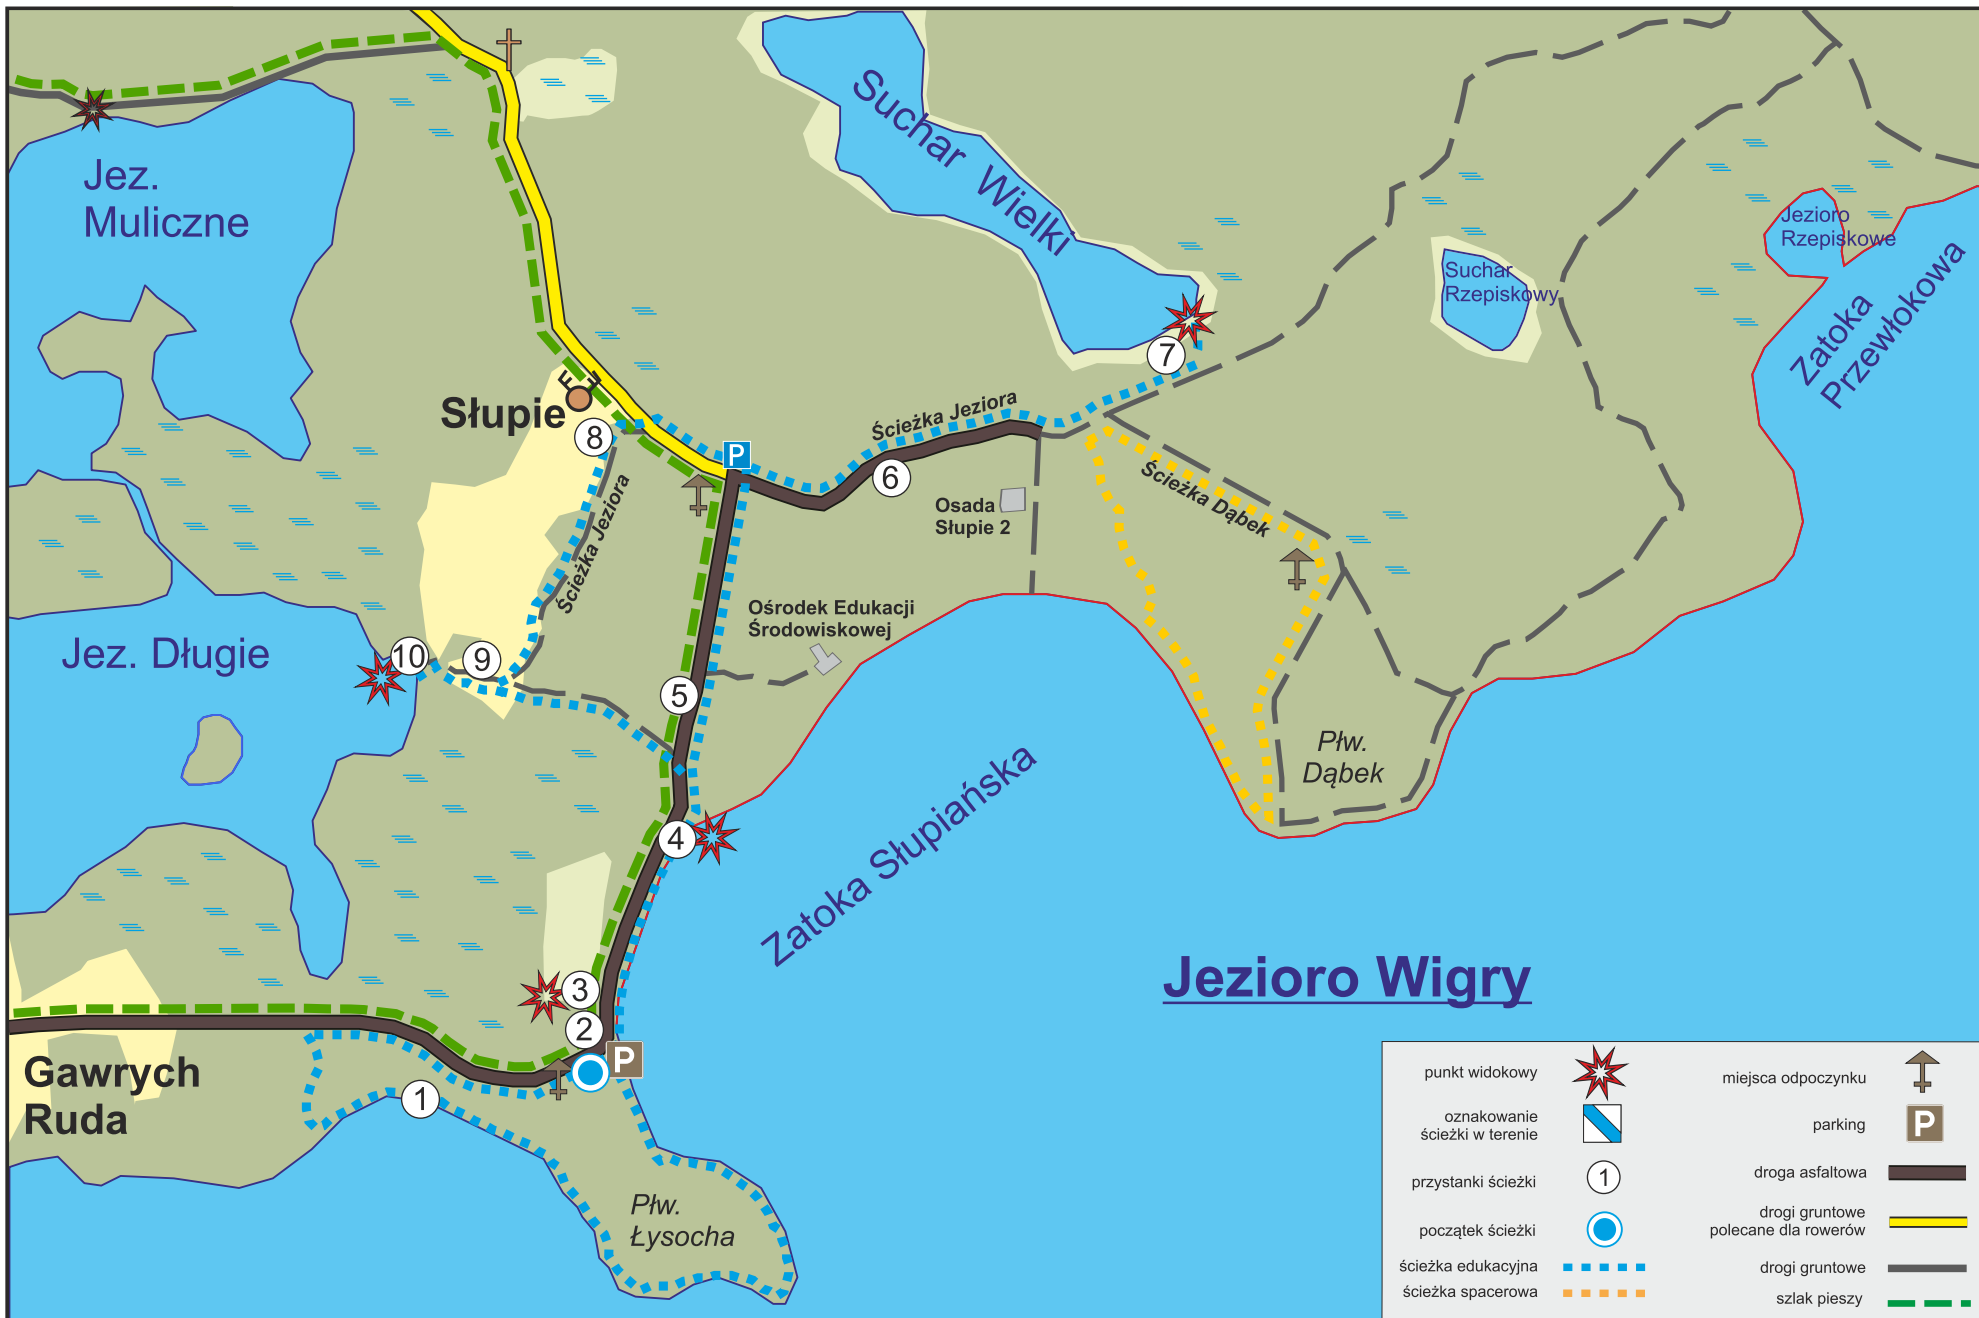 Jez.
Muliczne
Suchar Wielki
Suchar
Rzepiskowy
Jezioro
Rzepiskowe
Zatoka
Przewłokowa
7
Słupie
8
P
Ścieżka Jeziora
6
Ścieżka Jeziora
Ścieżka Dąbek
Osada
Słupie 2
Ośrodek Edukacji
Środowiskowej
Jez. Długie
10
9
5
Płw.
Dąbek
4
Zatoka Słupiańska
3
2
P
Jezioro Wigry
Gawrych
Ruda
1
Płw.
Łysocha
punkt widokowy
oznakowanie
ścieżki w terenie
przystanki ścieżki
1
początek ścieżki
ścieżka edukacyjna
ścieżka spacerowa
miejsca odpoczynku
parking
P
droga asfaltowa
drogi gruntowe
polecane dla rowerów
drogi gruntowe
szlak pieszy